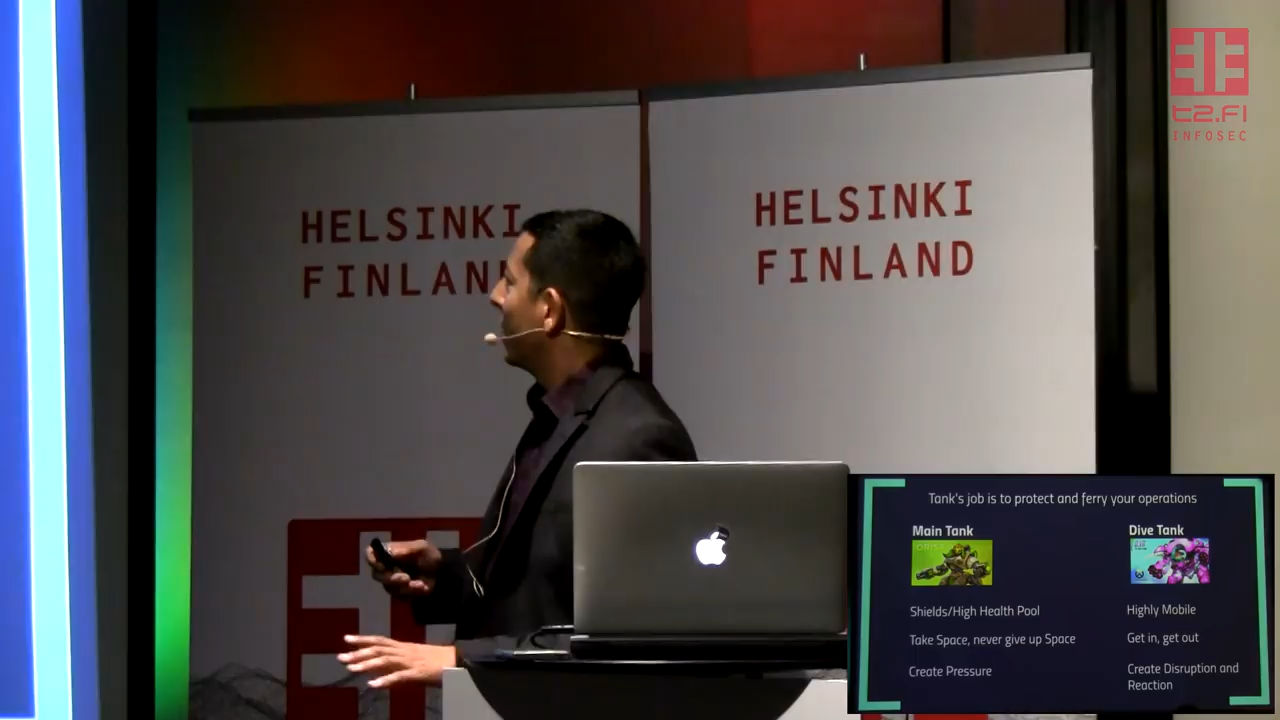 t2.fi
INFOSEC
HELSINKI
FINLAND
HELSINKI
FINLAND
Tank's job is to protect and ferry your operations
Main Tank
Dive Tank
ORISA
Shields/High Health Pool
Highly Mobile
Take Space, never give up Space
Get in, get out
Create Pressure
Create Disruption and
Reaction